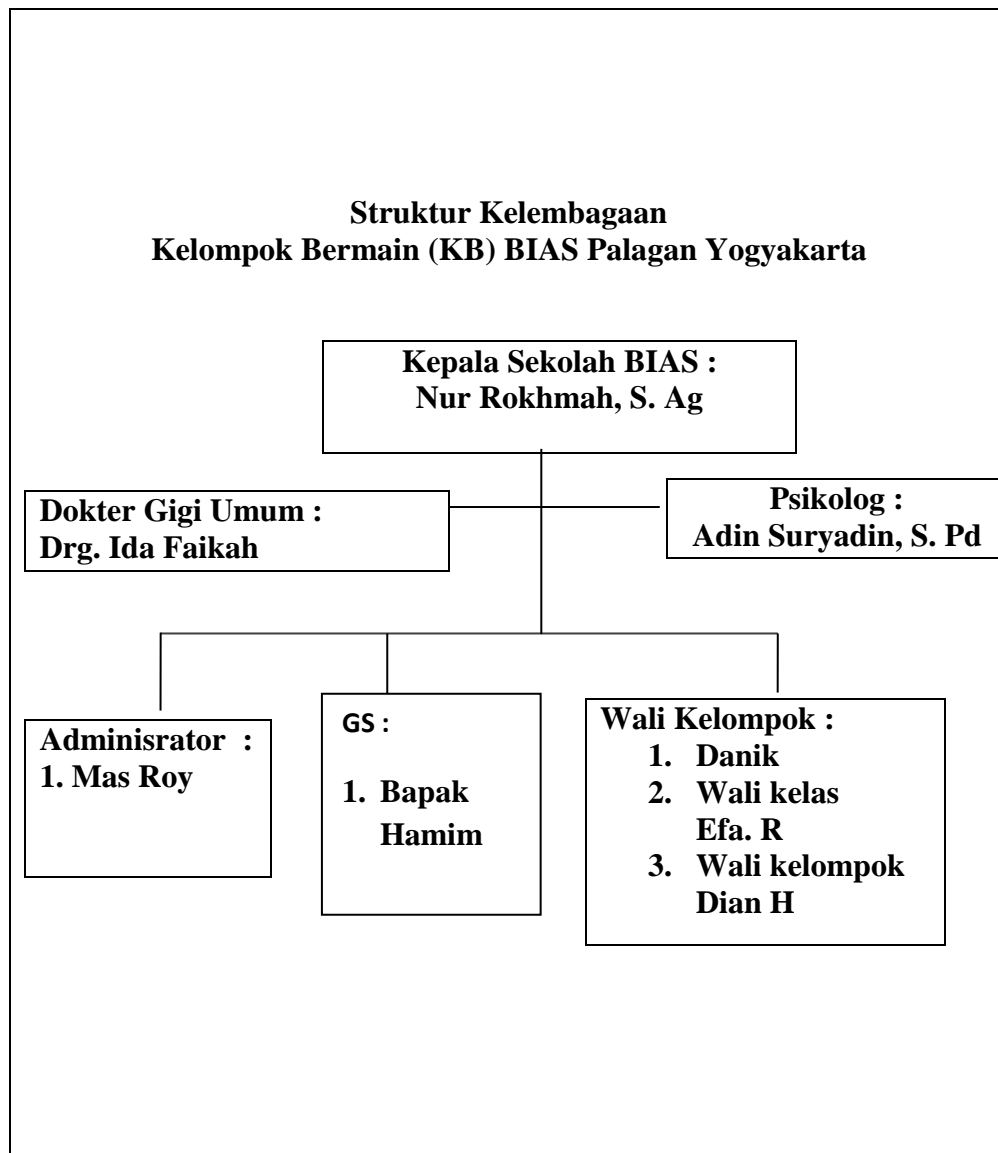 Struktur Kelembagaan
Kelompok Bermain (KB) BIAS Palagan Yogyakarta
Kepala Sekolah BIAS :
Nur Rokhmah, S. Ag
Dokter Gigi Umum :
Drg. Ida Faikah
Psikolog :
Adin Suryadin, S. Pd
Adminisrator :
1. Mas Roy
GS :
1. Bapak
Hamim
Wali Kelompok :
1. Danik
2. Wali kelas
Efa. R
3. Wali kelompok
Dian H